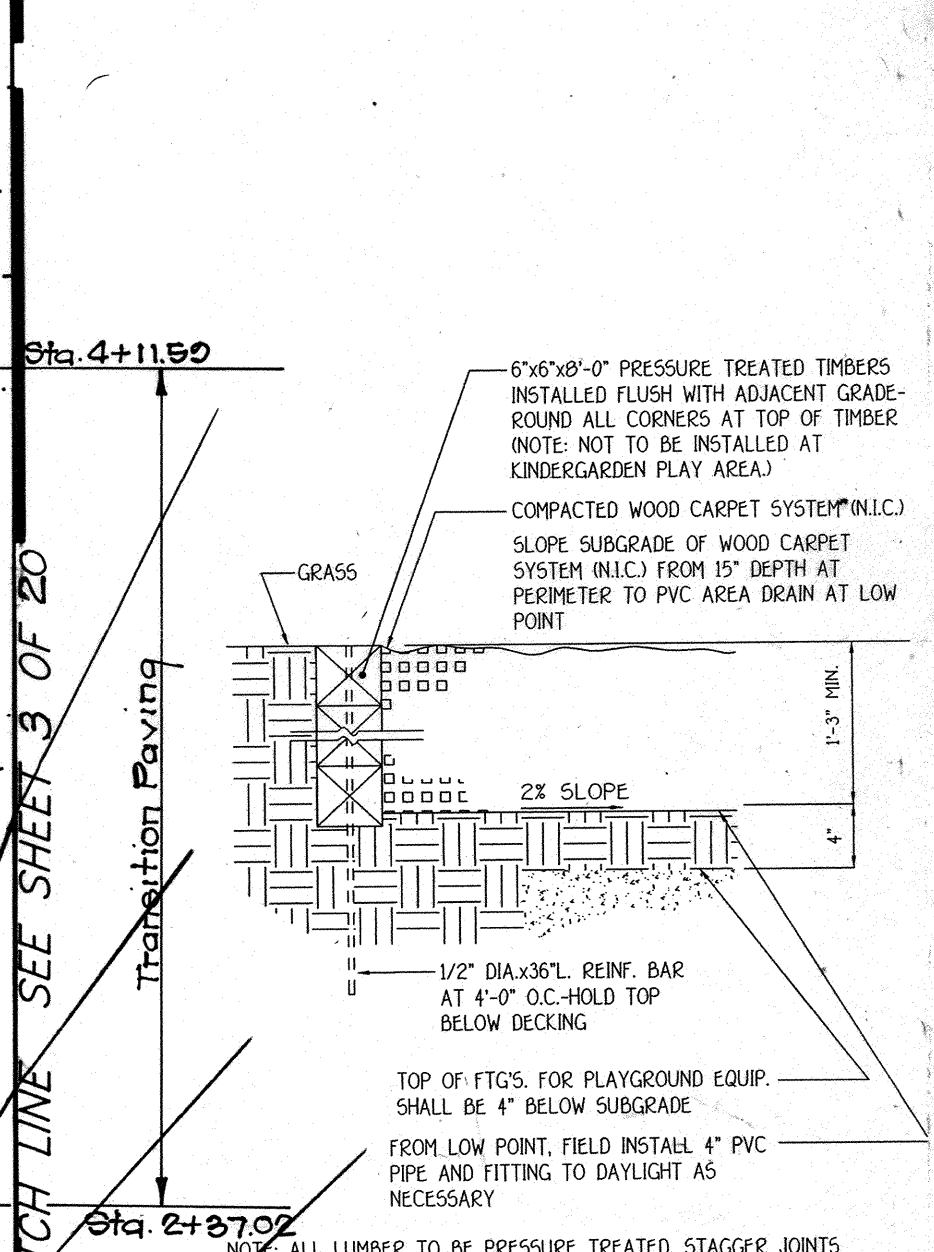 Sta. 4+11.59
6"x6"x8'-0" PRESSURE TREATED TIMBERS
INSTALLED FLUSH WITH ADJACENT GRADE-
ROUND ALL CORNERS AT TOP OF TIMBER
(NOTE: NOT TO BE INSTALLED AT
KINDERGARDEN PLAY AREA.)
COMPACTED WOOD CARPET SYSTEM (N.I.C.)
SLOPE SUBGRADE OF WOOD CARPET
SYSTEM (N.I.C.) FROM 15" DEPTH AT
PERIMETER TO PVC AREA DRAIN AT LOW
POINT
GRASS
1'-3" MIN.
2% SLOPE
4"
Transition Paving
TCH LINE SEE SHEET 3 OF 20
1/2" DIA.x36"L. REINF. BAR
AT 4'-0" O.C.-HOLD TOP
BELOW DECKING
TOP OF FTG'S. FOR PLAYGROUND EQUIP.
SHALL BE 4" BELOW SUBGRADE
FROM LOW POINT, FIELD INSTALL 4" PVC
PIPE AND FITTING TO DAYLIGHT AS
NECESSARY
Sta. 2+37.02
NOTE: ALL LUMBER TO BE PRESSURE TREATED. STAGGER JOINTS